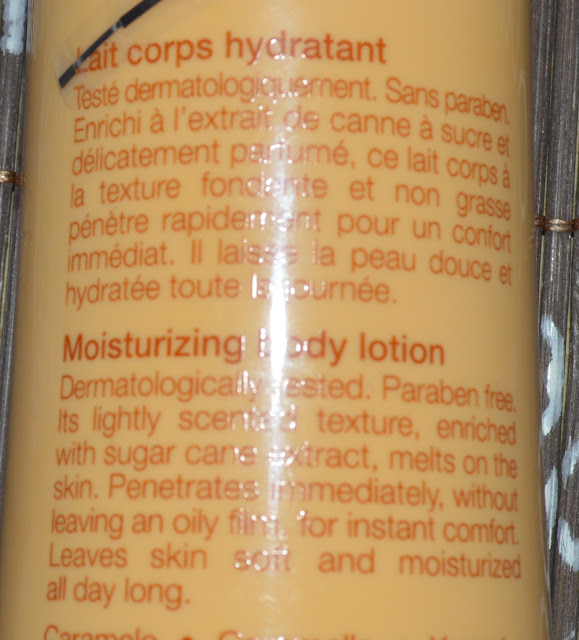 Lait corps hydratant
Testé dermatologiquement. Sans paraben.
Enrichi à l'extrait de canne à sucre et
délicatement parfumé, ce lait corps à
la texture fondante et non grasse
pénètre rapidement pour un confort
immédiat. Il laisse la peau douce et
hydratée toute la journée.
Moisturizing body lotion
Dermatologically tested. Paraben free.
Its lightly scented texture, enriched
with sugar cane extract, melts on the
skin. Penetrates immediately, without
leaving an oily film, for instant comfort.
Leaves skin soft and moisturized
all day long.
Caramelo •